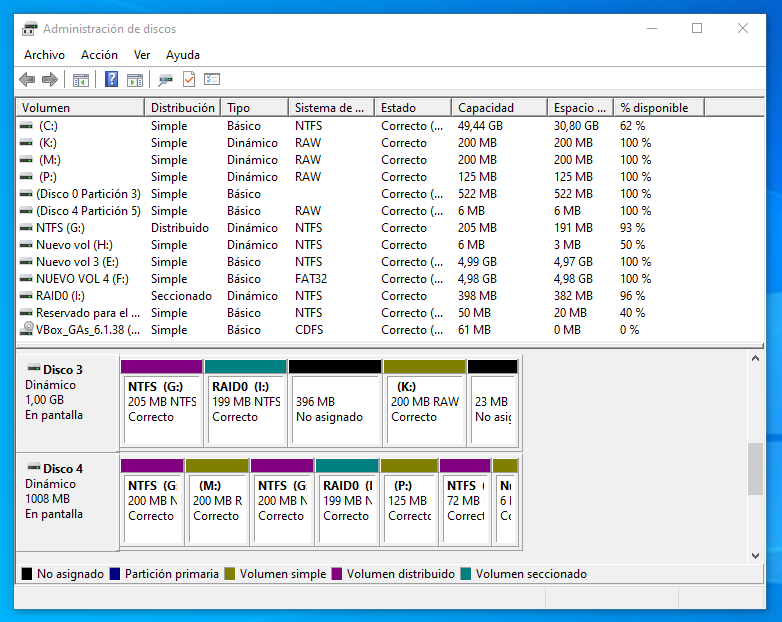 Administración de discos
Archivo Acción Ver Ayuda
Volumen Distribución Tipo Sistema de ... Estado Capacidad Espacio ... % disponible
(C:) Simple Básico NTFS Correcto (... 49,44 GB 30,80 GB 62 %
(K:) Simple Dinámico RAW Correcto 200 MB 200 MB 100 %
(M:) Simple Dinámico RAW Correcto 200 MB 200 MB 100 %
(P:) Simple Dinámico RAW Correcto 125 MB 125 MB 100 %
(Disco 0 Partición 3) Simple Básico Correcto (... 522 MB 522 MB 100 %
(Disco 4 Partición 5) Simple Básico RAW Correcto (... 6 MB 6 MB 100 %
NTFS (G:) Distribuido Dinámico NTFS Correcto 205 MB 191 MB 93 %
Nuevo vol (H:) Simple Dinámico NTFS Correcto 6 MB 3 MB 50 %
Nuevo vol 3 (E:) Simple Básico NTFS Correcto (... 4,99 GB 4,97 GB 100 %
NUEVO VOL 4 (F:) Simple Básico FAT32 Correcto (... 4,98 GB 4,98 GB 100 %
RAID0 (I:) Seccionado Dinámico NTFS Correcto 398 MB 382 MB 96 %
Reservado para el ... Simple Básico NTFS Correcto (... 50 MB 20 MB 40 %
VBox_GAs_6.1.38 (... Simple Básico CDFS Correcto (... 61 MB 0 MB 0 %
Disco 3
Dinámico
1,00 GB
En pantalla
NTFS (G:) RAID0 (I:) (K:)
205 MB NTFS 199 MB NTFS 396 MB 200 MB RAW 23 MB
Correcto Correcto No asignado Correcto No asig
Disco 4
Dinámico
1008 MB
En pantalla
NTFS (G (M:) NTFS (G RAID0 (I (P:) NTFS ( Nu
200 MB N 200 MB R 200 MB N 199 MB N 125 MB 72 MB 6 
Correcto Correcto Correcto Correcto Correcto Correct Co
No asignado Partición primaria Volumen simple Volumen distribuido Volumen seccionado